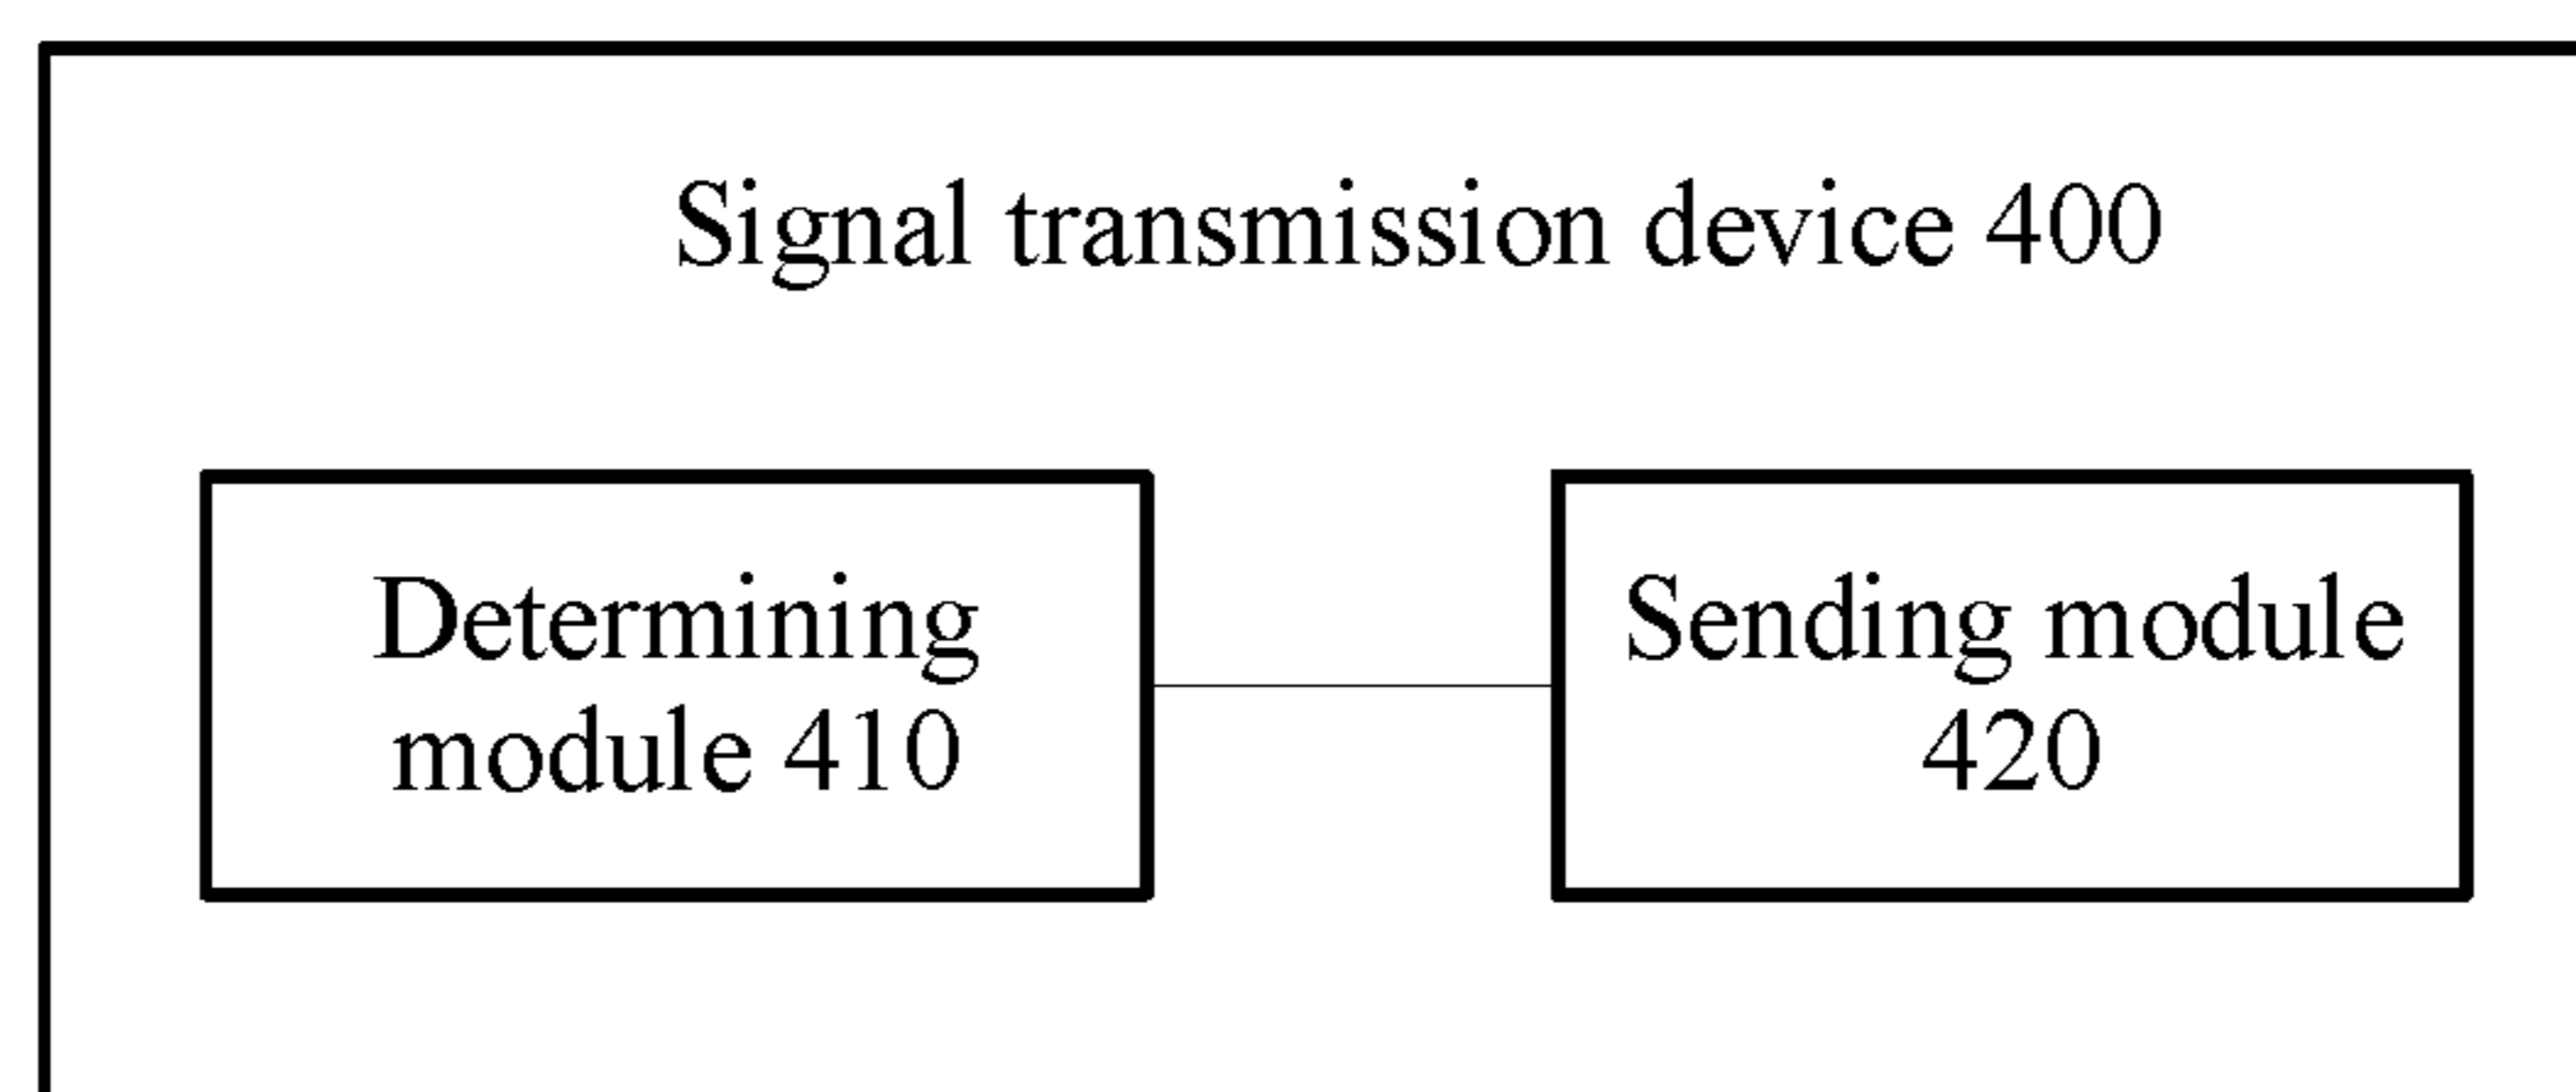 Signal transmission device 400
Determining
module 410
Sending module
420